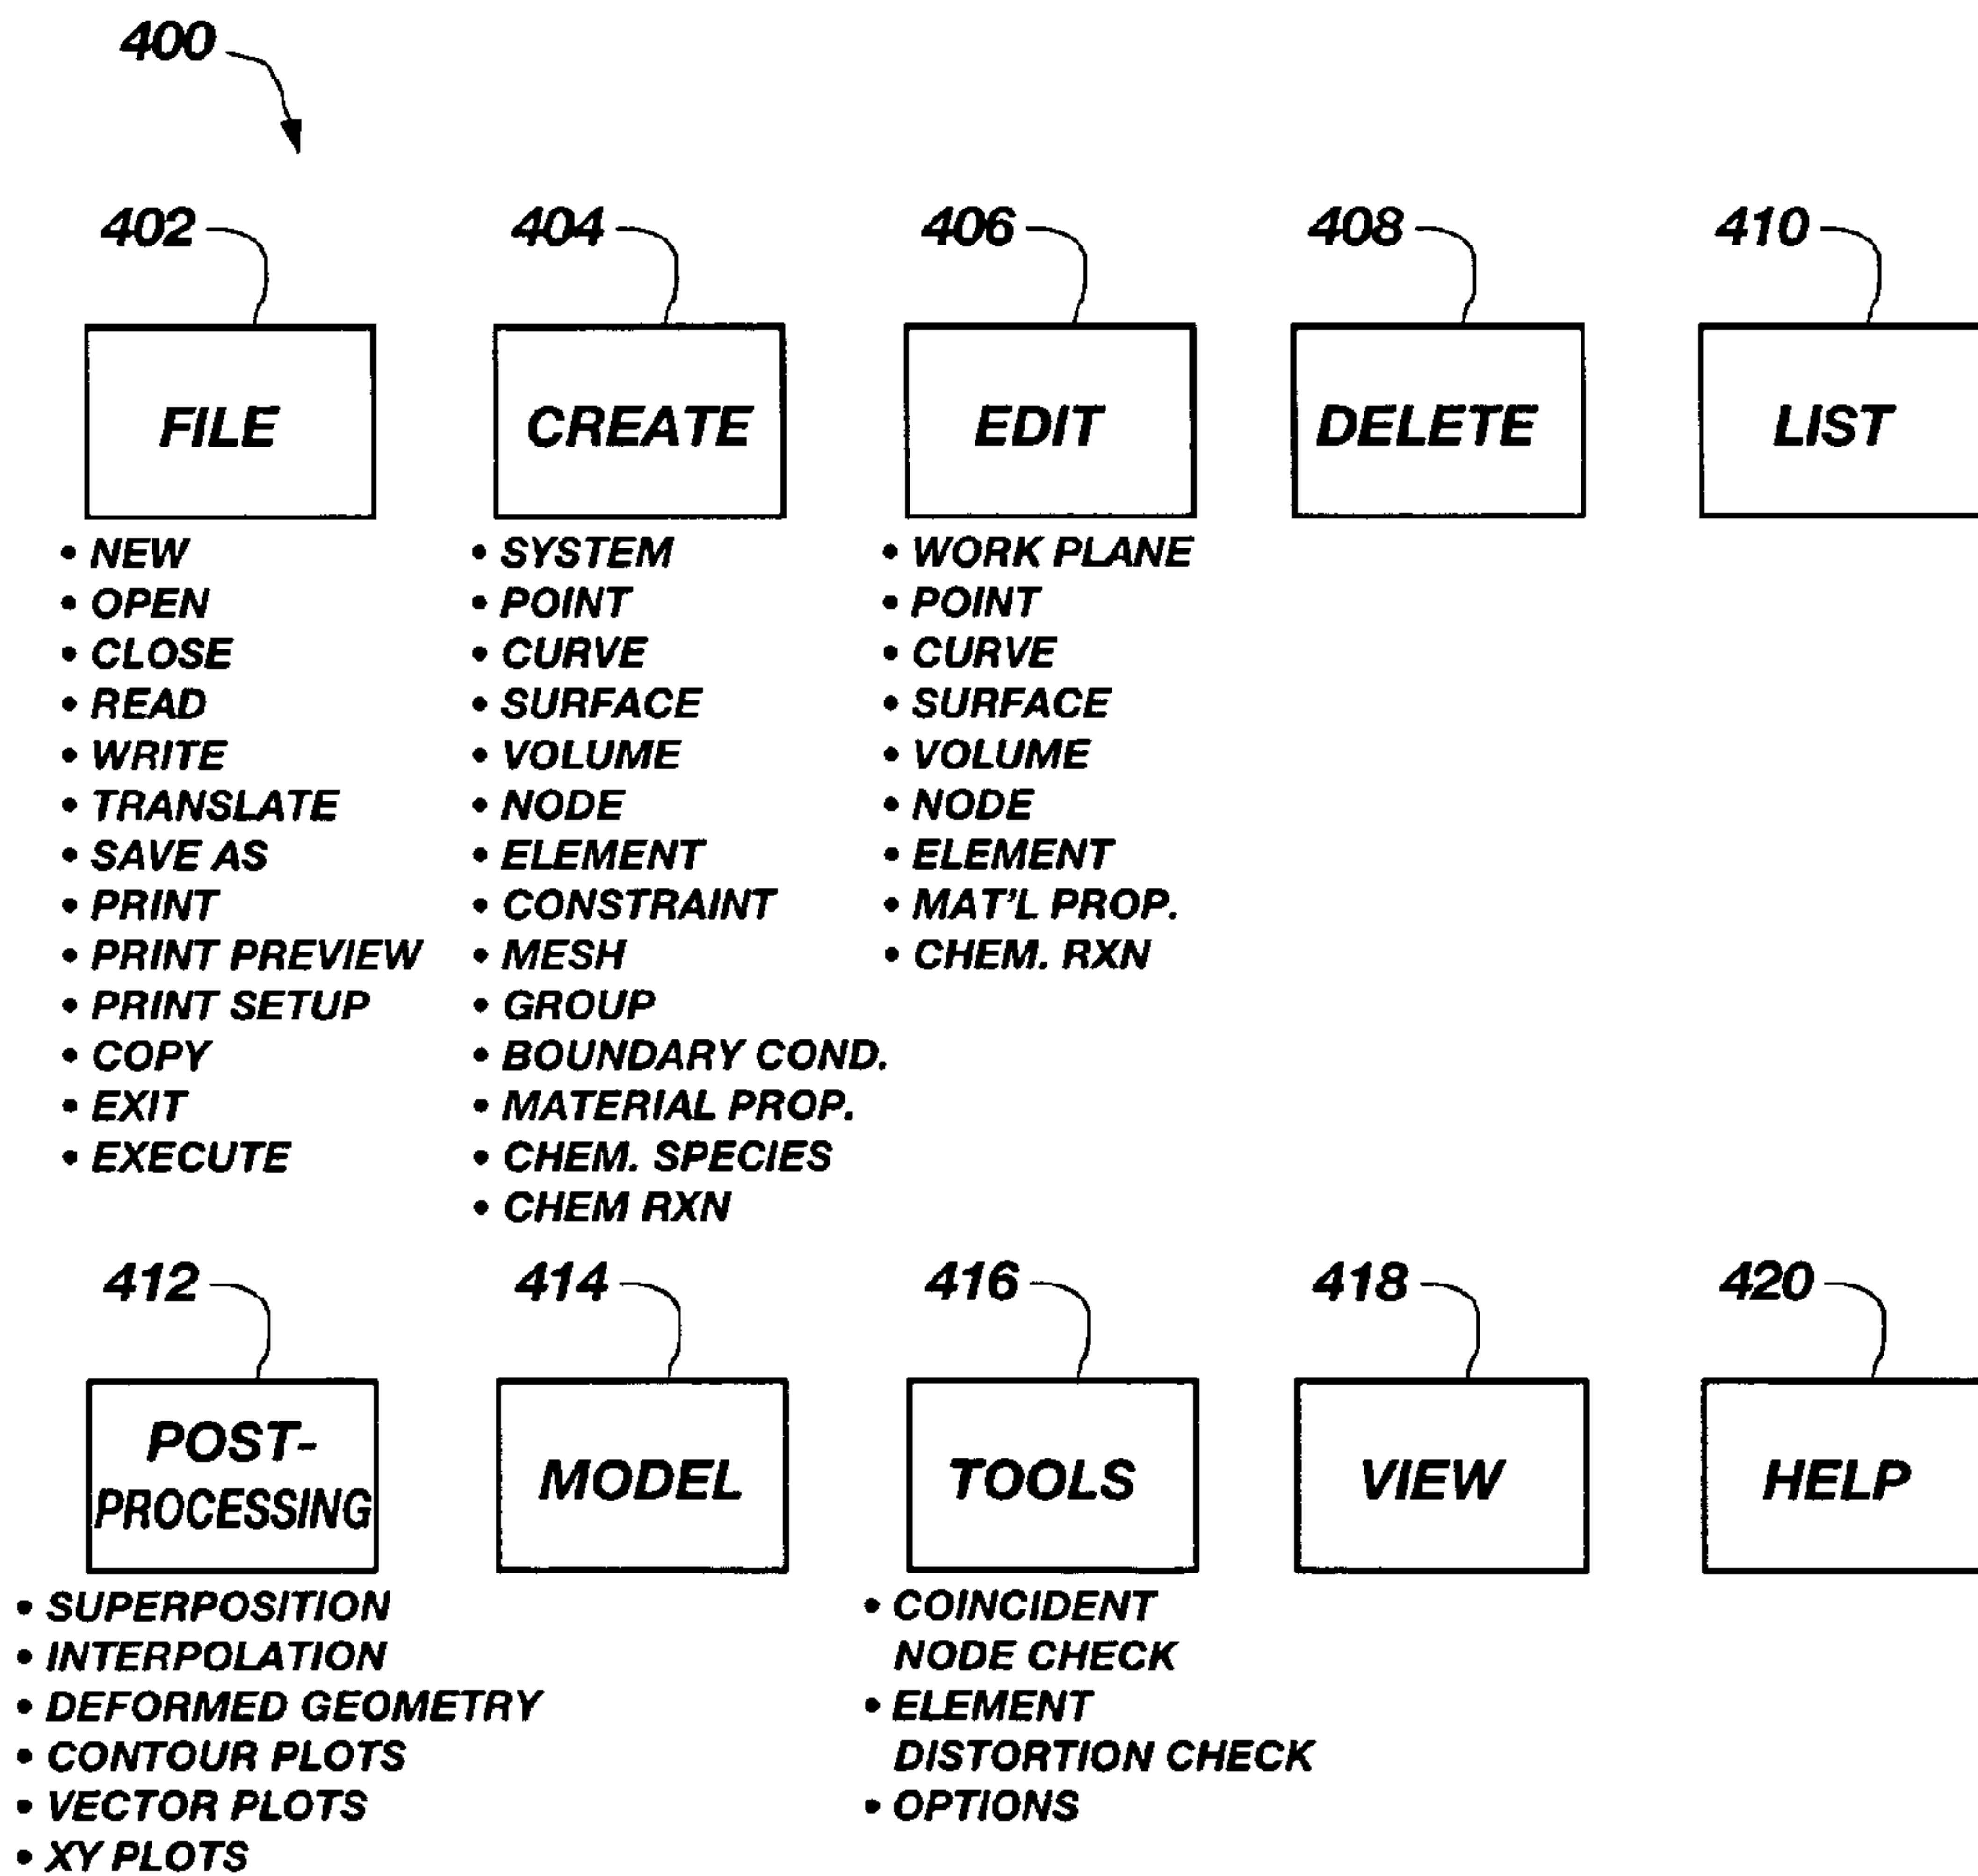 400
402 404 406 408 410
FILE CREATE EDIT DELETE LIST
• NEW
• OPEN
• CLOSE
• READ
• WRITE
• TRANSLATE
• SAVE AS
• PRINT
• PRINT PREVIEW
• PRINT SETUP
• COPY
• EXIT
• EXECUTE
• SYSTEM
• POINT
• CURVE
• SURFACE
• VOLUME
• NODE
• ELEMENT
• CONSTRAINT
• MESH
• GROUP
• BOUNDARY COND.
• MATERIAL PROP.
• CHEM. SPECIES
• CHEM RXN
• WORK PLANE
• POINT
• CURVE
• SURFACE
• VOLUME
• NODE
• ELEMENT
• MAT'L PROP.
• CHEM. RXN
412 414 416 418 420
POST-
PROCESSING
MODEL TOOLS VIEW HELP
• SUPERPOSITION
• INTERPOLATION
• DEFORMED GEOMETRY
• CONTOUR PLOTS
• VECTOR PLOTS
• XY PLOTS
• COINCIDENT
NODE CHECK
• ELEMENT
DISTORTION CHECK
• OPTIONS